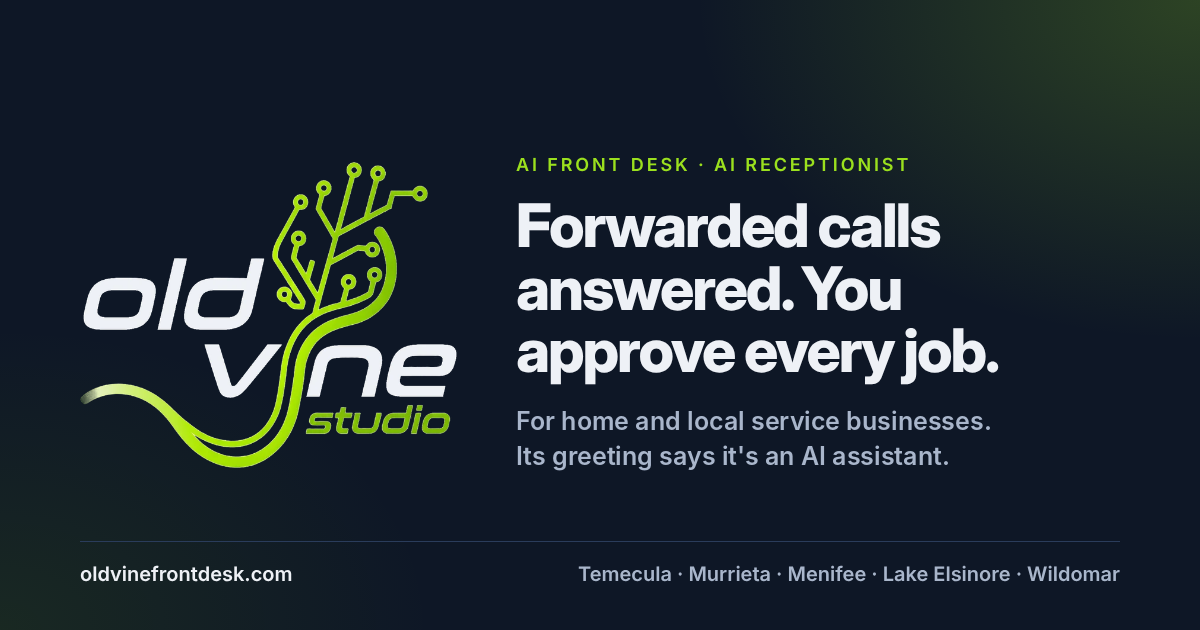 old
vine
studio
AI FRONT DESK · AI RECEPTIONIST
Forwarded calls
answered. You
approve every job.
For home and local service businesses.
Its greeting says it's an AI assistant.
oldvinefrontdesk.com
Temecula · Murrieta · Menifee · Lake Elsinore · Wildomar